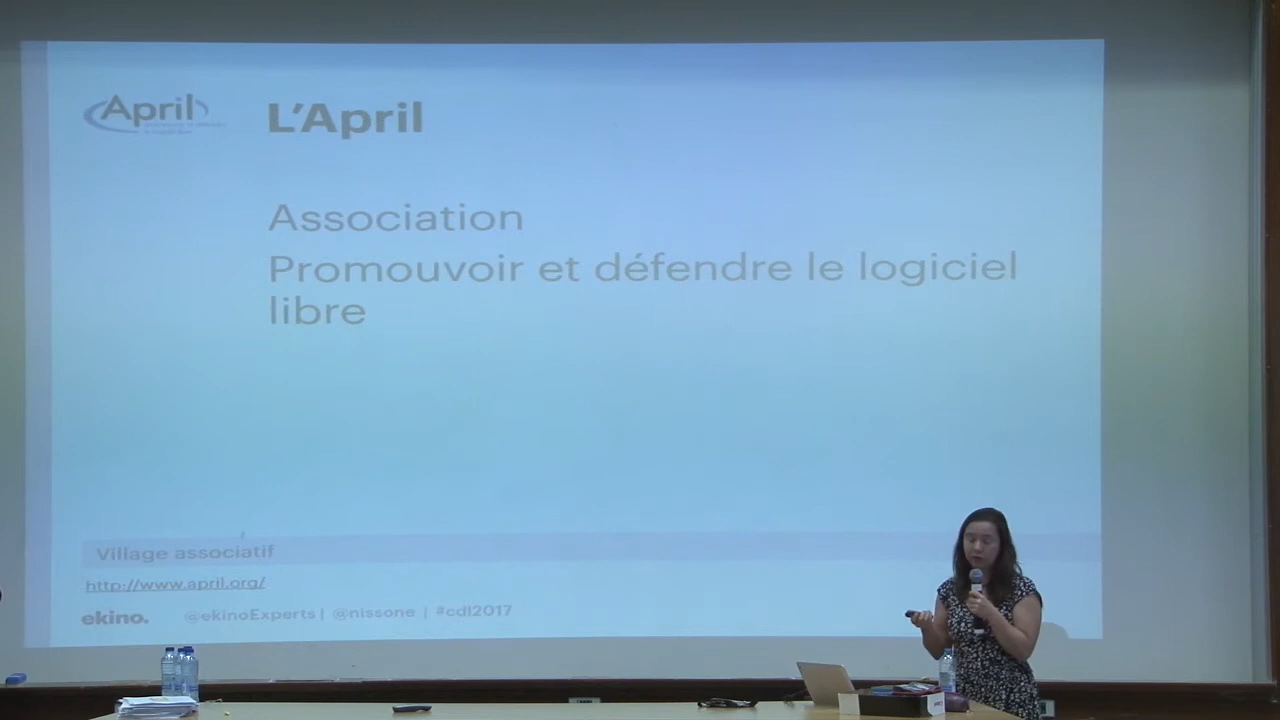 April
L'April
Association
Promouvoir et défendre le logiciel
libre
Village associatif
http://www.april.org/
ekino. @ekinoExperts | @nissone | #cdl2017